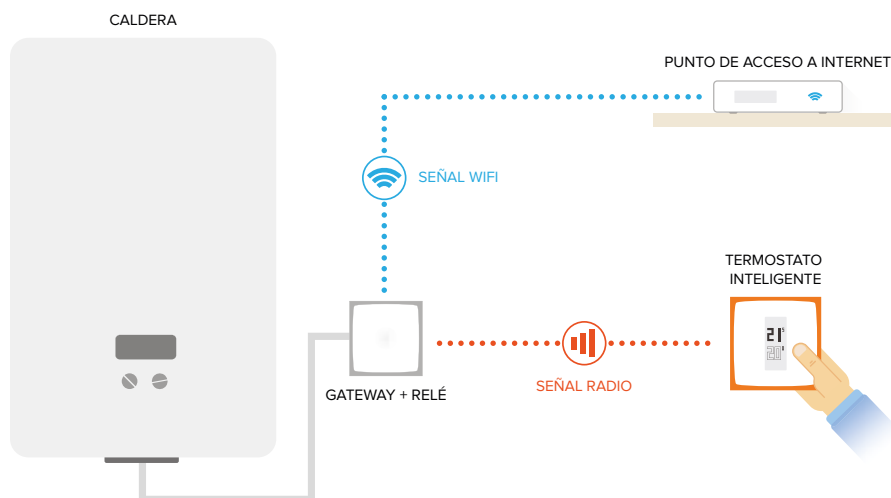 CALDERA
PUNTO DE ACCESO A INTERNET
SEÑAL WIFI
TERMOSTATO
INTELIGENTE
21°
20°
GATEWAY + RELÉ
SEÑAL RADIO